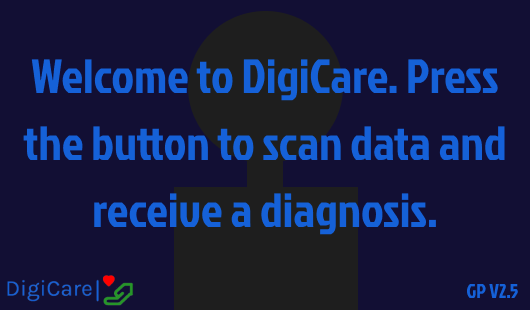 Welcome to DigiCare. Press
the button to scan data and
receive a diagnosis.
DigiCare|
GP V2.5